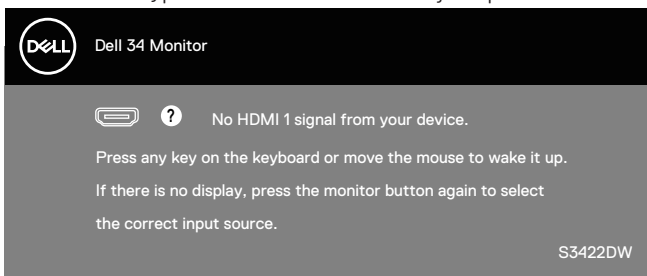 DELL
Dell 34 Monitor
? No HDMI 1 signal from your device.
Press any key on the keyboard or move the mouse to wake it up.
If there is no display, press the monitor button again to select
the correct input source.
S3422DW